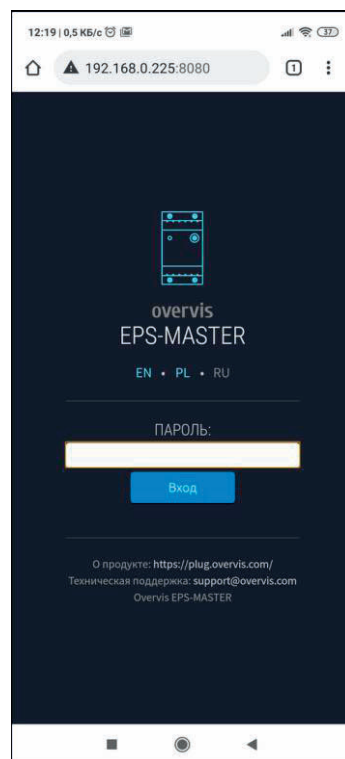 12:19 | 0,5 КБ/с
37
192.168.0.225:8080
1
overvis
EPS-MASTER
EN • PL • RU
ПАРОЛЬ:
Вход
О продукте: https://plug.overvis.com/
Техническая поддержка: support@overvis.com
Overvis EPS-MASTER